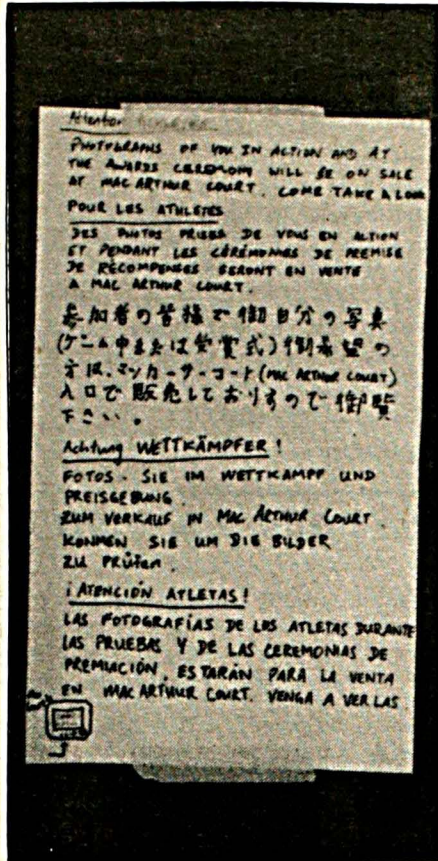 Attention
PHOTOGRAPHS OF YOU IN ACTION AND AT
THE AWARDS CEREMONY WILL BE ON SALE
AT MAC ARTHUR COURT. COME TAKE A LOOK
POUR LES ATHLETES
DES PHOTOS PRISES DE VOUS EN ACTION
ET PENDANT LES CÉRÉMONIES DE REMISE
DE RÉCOMPENSES SERONT EN VENTE
A MAC ARTHUR COURT.
参加者の皆様で御自分の写真
(ゲーム中または受賞式)御希望の
方は、マッカーサーコート(MAC ARTHUR COURT)
入口で販売しておりますので御覧
下さい。
Achtung WETTKÄMPFER!
FOTOS - SIE IM WETTKAMPF UND
PREISGEBUNG
ZUM VERKAUF IN MAC ARTHUR COURT.
KONNEN SIE UM DIE BILDER
ZU PRÜFEN.
¡ATENCIÓN ATLETAS!
LAS FOTOGRAFÍAS DE LOS ATLETAS DURANTE
LAS PRUEBAS Y DE LAS CEREMONIAS DE
PREMIACIÓN, ESTARÁN PARA LA VENTA
EN MAC ARTHUR COURT. VENGA A VER LAS